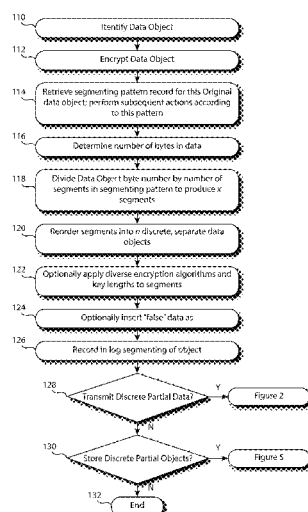 110
Identify Data Object
112
Encrypt Data Object
114
Retrieve segmenting pattern record for this Original
data object; perform subsequent actions according
to this pattern
116
Determine number of bytes in data
118
Divide Data Object byte number by number of
segments in segmenting pattern to produce x
segments
120
Reorder segments into n discrete, separate data
objects
122
Optionally apply diverse encryption algorithms and
key lengths to segments
124
Optionally insert "false" data as
126
Record in log segmenting of object
128
Transmit Discrete Partial Data?
Y
Figure 2
N
130
Store Discrete Partial Objects?
Y
Figure 5
N
132
End